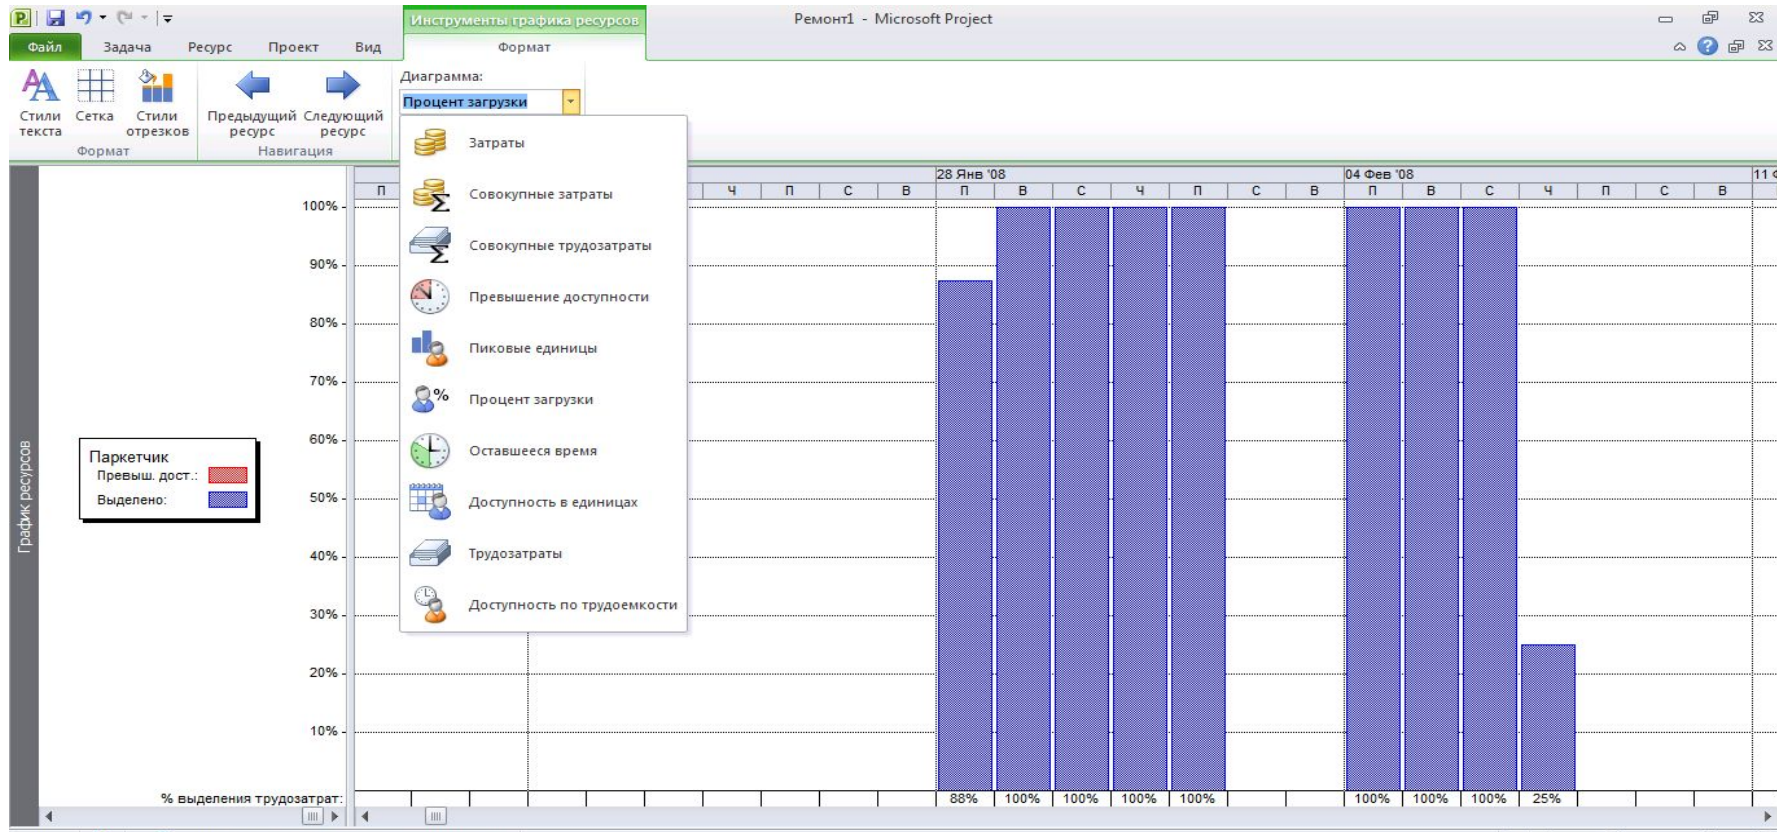 Инструменты графика ресурсов
Ремонт1 - Microsoft Project
Файл Задача Ресурс Проект Вид Формат
Диаграмма:
Процент загрузки
Стили текста
Сетка
Стили отрезков
Предыдущий ресурс
Следующий ресурс
Формат
Навигация
Затраты
Совокупные затраты
Совокупные трудозатраты
Превышение доступности
Пиковые единицы
Процент загрузки
Оставшееся время
Доступность в единицах
Трудозатраты
Доступность по трудоемкости
28 Янв '08 04 Фев '08 11
П Ч П С В П В С Ч П С В П В С Ч П С В
100%
90%
80%
70%
60%
50%
40%
30%
20%
10%
График ресурсов
Паркетчик
Превыш. дост.:
Выделено:
% выделения трудозатрат:
88% 100% 100% 100% 100% 100% 100% 100% 25%